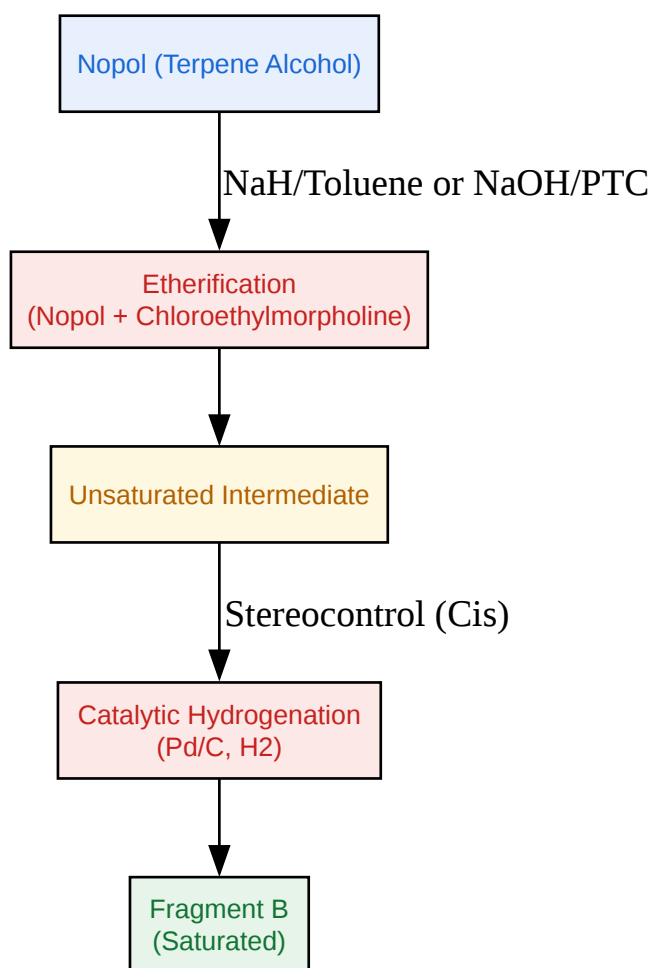 Nopol (Terpene Alcohol)
NaH/Toluene or NaOH/PTC
Etherification
(Nopol + Chloroethylmorpholine)
Unsaturated Intermediate
Stereocontrol (Cis)
Catalytic Hydrogenation
(Pd/C, H2)
Fragment B
(Saturated)